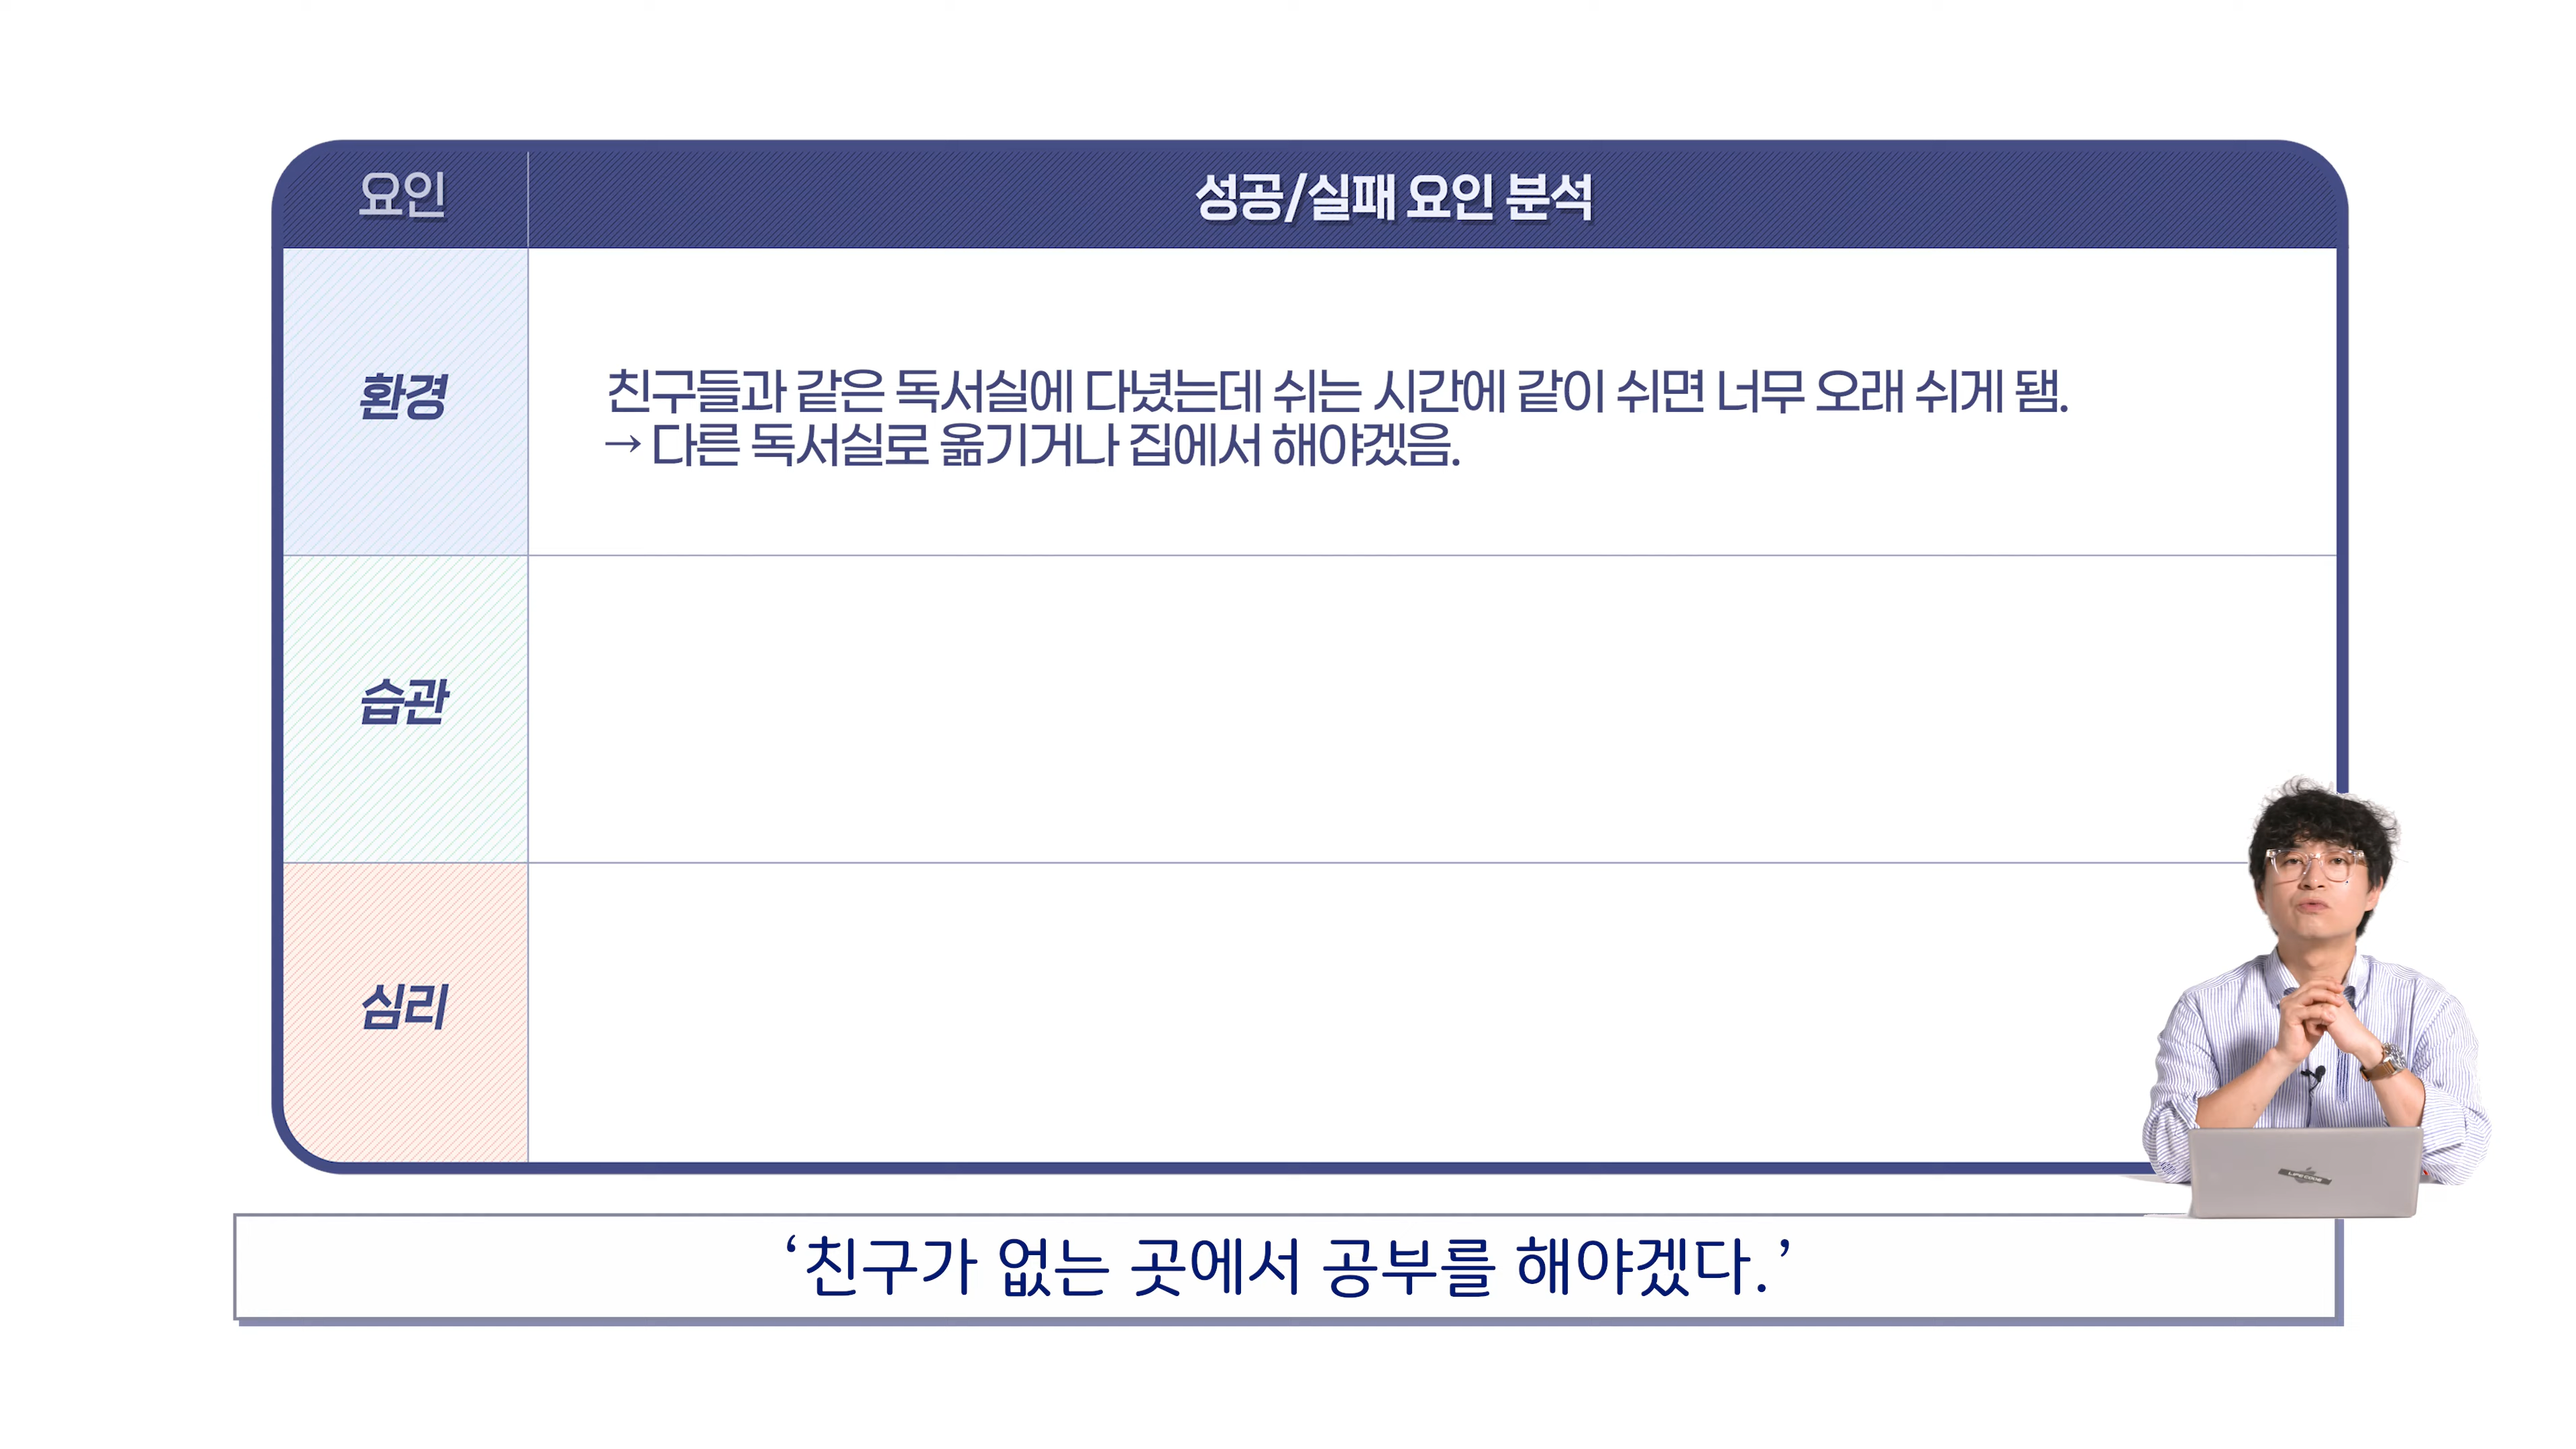 요인
성공/실패 요인 분석
환경
친구들과 같은 독서실에 다녔는데 쉬는 시간에 같이 쉬면 너무 오래 쉬게 됌.
→ 다른 독서실로 옮기거나 집에서 해야겠음.
습관
심리
‘친구가 없는 곳에서 공부를 해야겠다.’